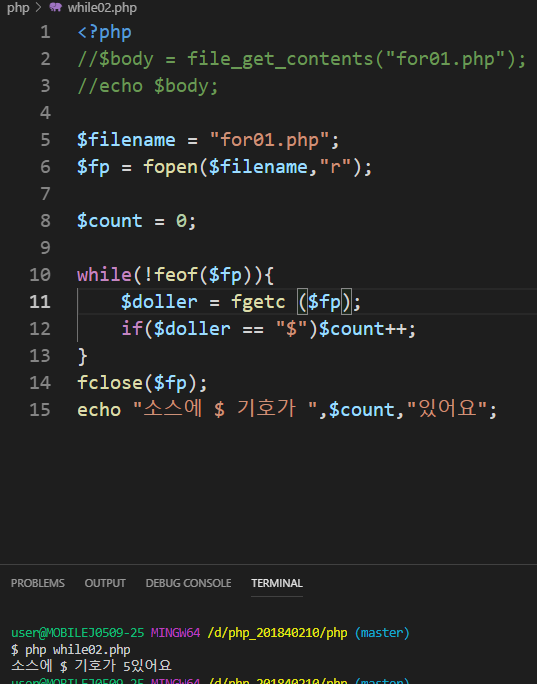 php > while02.php
1 <?php
2 //$body = file_get_contents("for01.php");
3 //echo $body;
4
5 $filename = "for01.php";
6 $fp = fopen($filename,"r");
7
8 $count = 0;
9
10 while(!feof($fp)){
11     $doller = fgetc ($fp);
12     if($doller == "$")$count++;
13 }
14 fclose($fp);
15 echo "소스에 $ 기호가 ",$count,"있어요";
PROBLEMS OUTPUT DEBUG CONSOLE TERMINAL
user@MOBILEJ0509-25 MINGW64 /d/php_201840210/php (master)
$ php while02.php
소스에 $ 기호가 5있어요
user@MOBILEJ0509-25 MINGW64 /d/php_201840210/php (master)